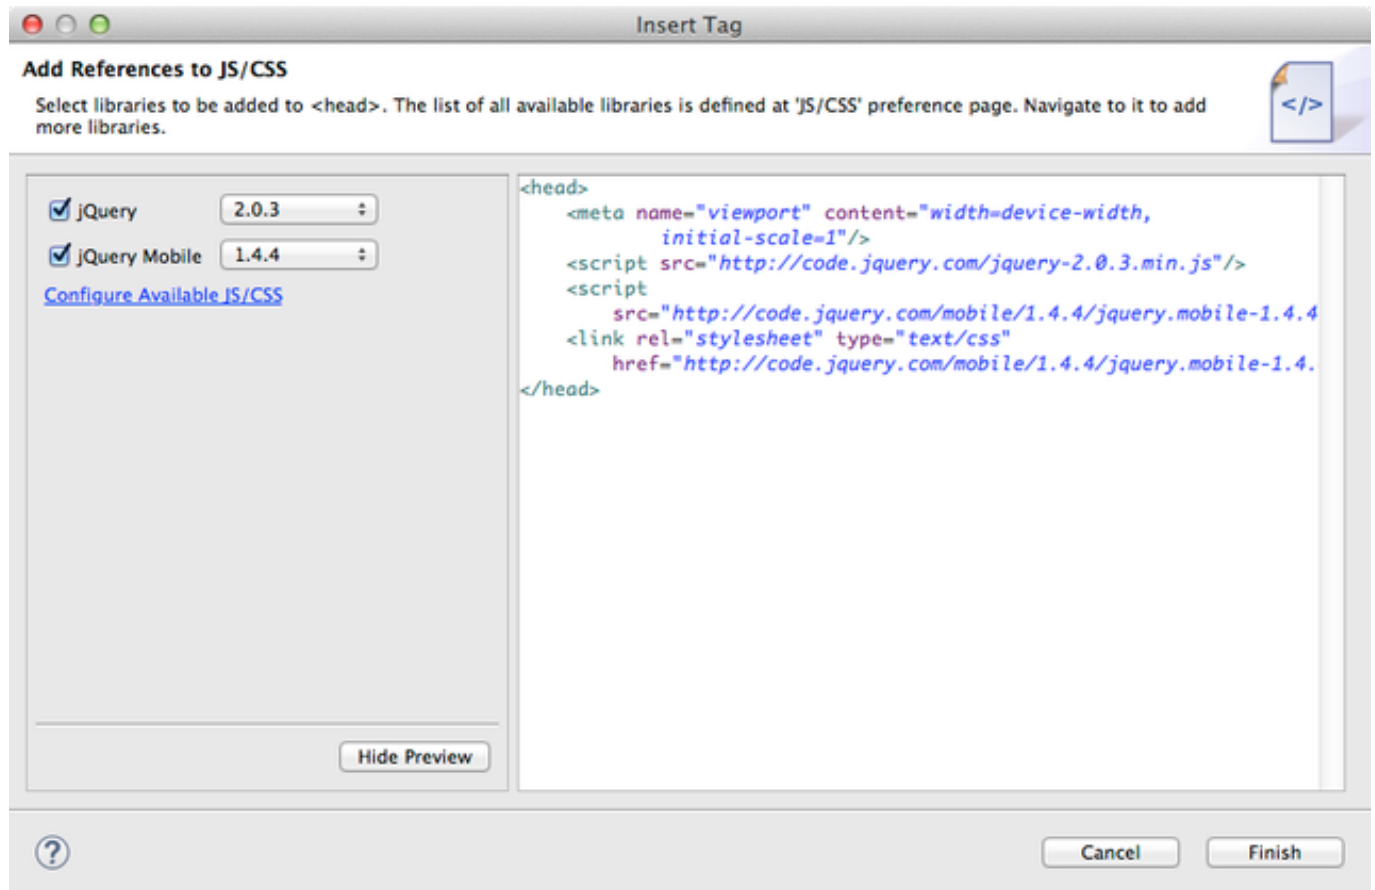 Insert Tag
Add References to JS/CSS
Select libraries to be added to <head>. The list of all available libraries is defined at 'JS/CSS' preference page. Navigate to it to add
more libraries.
</>
jQuery 2.0.3
jQuery Mobile 1.4.4
Configure Available JS/CSS
Hide Preview
<head>
<meta name="viewport" content="width=device-width,
initial-scale=1"/>
<script src="http://code.jquery.com/jquery-2.0.3.min.js"/>
<script
src="http://code.jquery.com/mobile/1.4.4/jquery.mobile-1.4.4
<link rel="stylesheet" type="text/css"
href="http://code.jquery.com/mobile/1.4.4/jquery.mobile-1.4.
</head>
?
Cancel
Finish